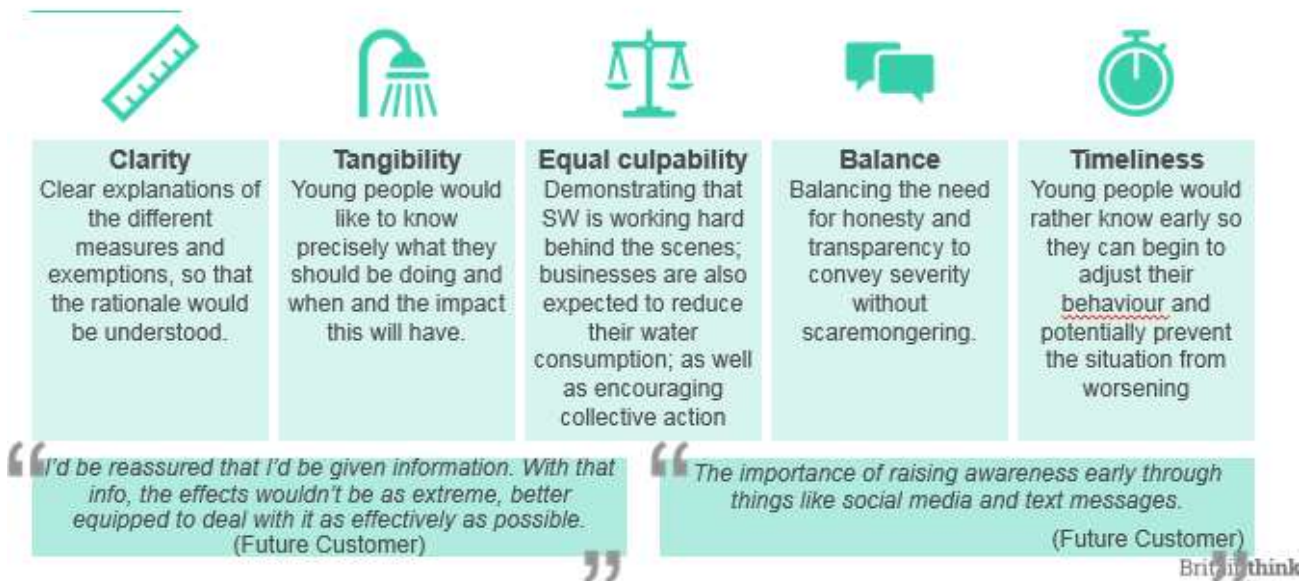 Clarity
Clear explanations of
the different
measures and
exemptions, so that
the rationale would
be understood.
Tangibility
Young people would
like to know
precisely what they
should be doing and
when and the impact
this will have.
Equal culpability
Demonstrating that
SW is working hard
behind the scenes;
businesses are also
expected to reduce
their water
consumption; as well
as encouraging
collective action
Balance
Balancing the need
for honesty and
transparency to
convey severity
without
scaremongering.
Timeliness
Young people would
rather know early so
they can begin to
adjust their
behaviour and
potentially prevent
the situation from
worsening
“I’d be reassured that I’d be given information. With that
info, the effects wouldn’t be as extreme, better
equipped to deal with it as effectively as possible.
(Future Customer)
”
“The importance of raising awareness early through
things like social media and text messages.
(Future Customer)
”
Britainthink